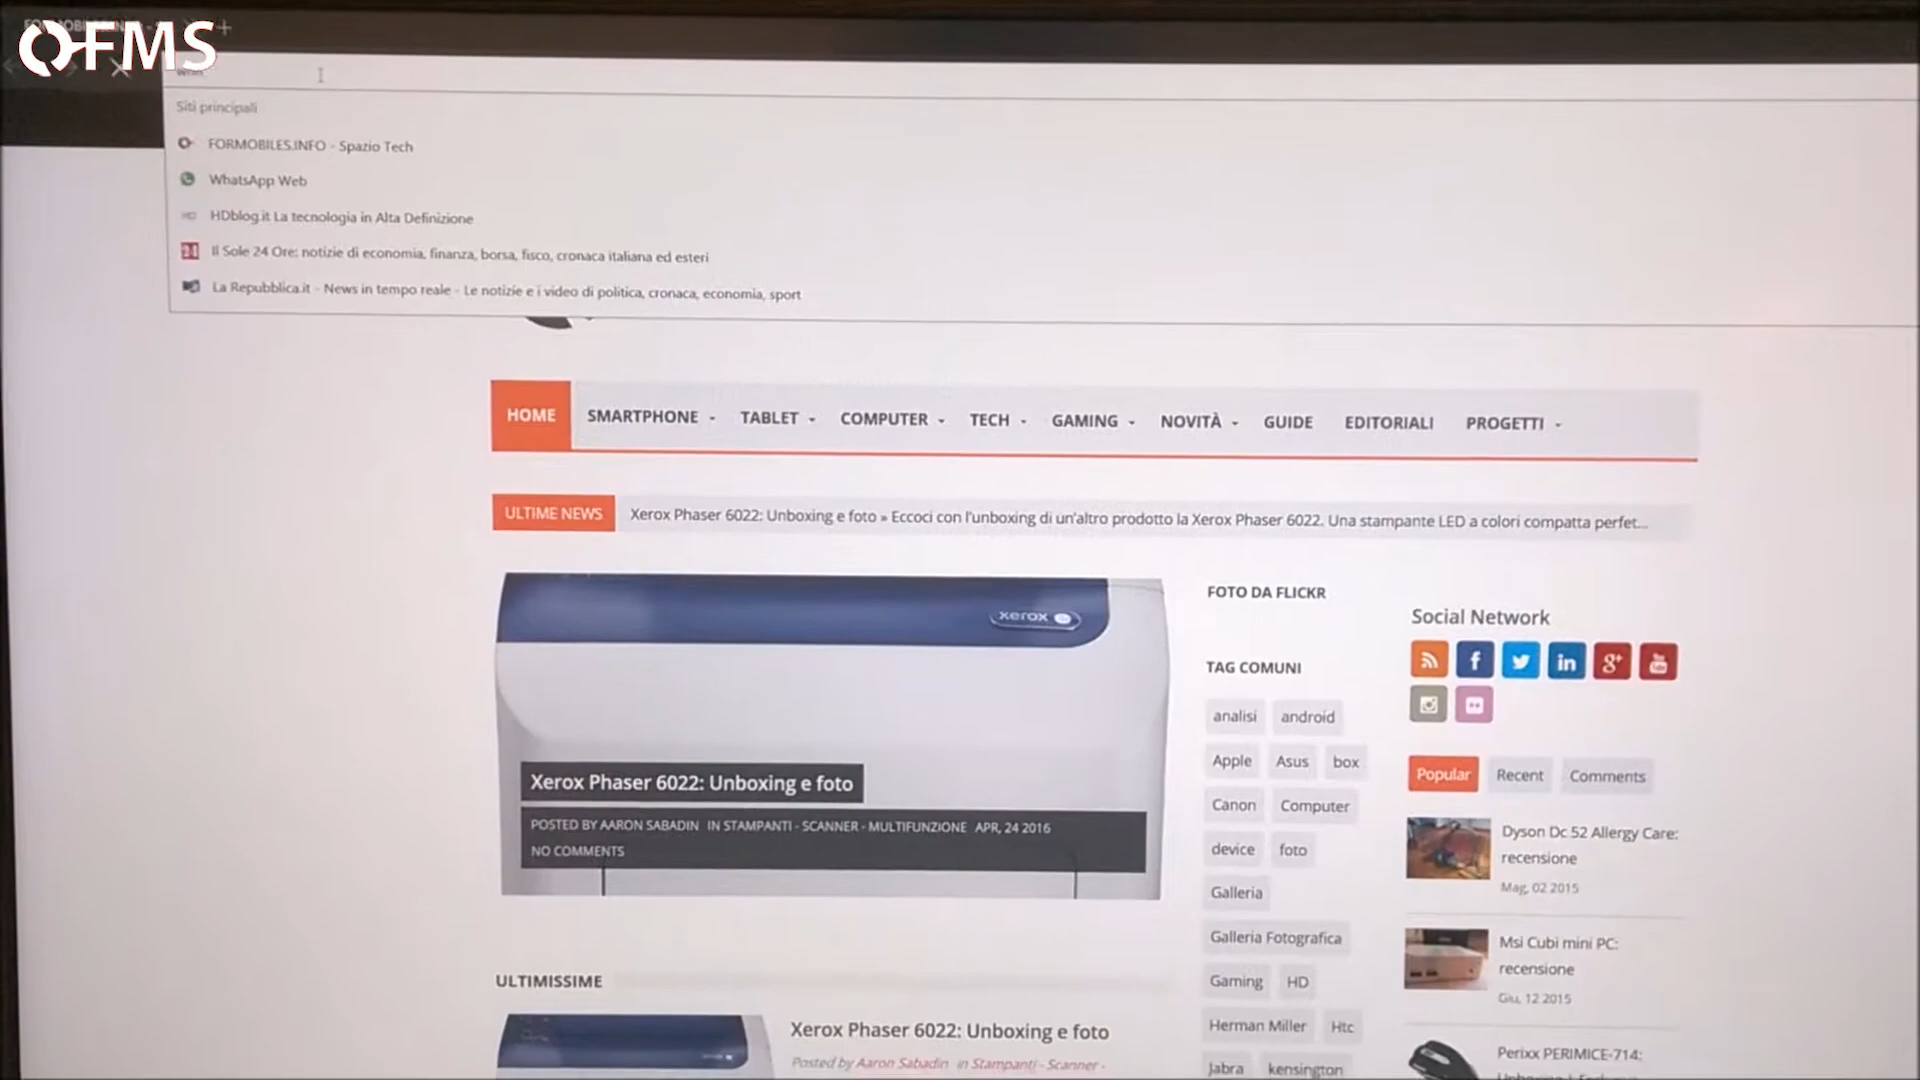 FMS
Siti principali
FORMOBILES.INFO - Spazio Tech
WhatsApp Web
HDblog.it La tecnologia in Alta Definizione
24 Il Sole 24 Ore: notizie di economia, finanza, borsa, fisco, cronaca italiana ed esteri
La Repubblica.it - News in tempo reale - Le notizie e i video di politica, cronaca, economia, sport
HOME SMARTPHONE TABLET COMPUTER TECH GAMING NOVITÀ GUIDE EDITORIALI PROGETTI
ULTIME NEWS Xerox Phaser 6022: Unboxing e foto » Eccoci con l'unboxing di un'altro prodotto la Xerox Phaser 6022. Una stampante LED a colori compatta perfet...
xerox
Xerox Phaser 6022: Unboxing e foto
POSTED BY AARON SABADIN IN STAMPANTI - SCANNER - MULTIFUNZIONE APR, 24 2016
NO COMMENTS
ULTIMISSIME
Xerox Phaser 6022: Unboxing e foto
Posted by Aaron Sabadin in Stampanti - Scanner -
FOTO DA FLICKR
TAG COMUNI
analisi android
Apple Asus box
Canon Computer
device foto
Galleria
Galleria Fotografica
Gaming HD
Herman Miller Htc
Jabra kensington
Social Network
f in g+ You
Popular Recent Comments
Dyson Dc 52 Allergy Care:
recensione
Mag, 02 2015
Msi Cubi mini PC:
recensione
Giu, 12 2015
Perixx PERIMICE-714: